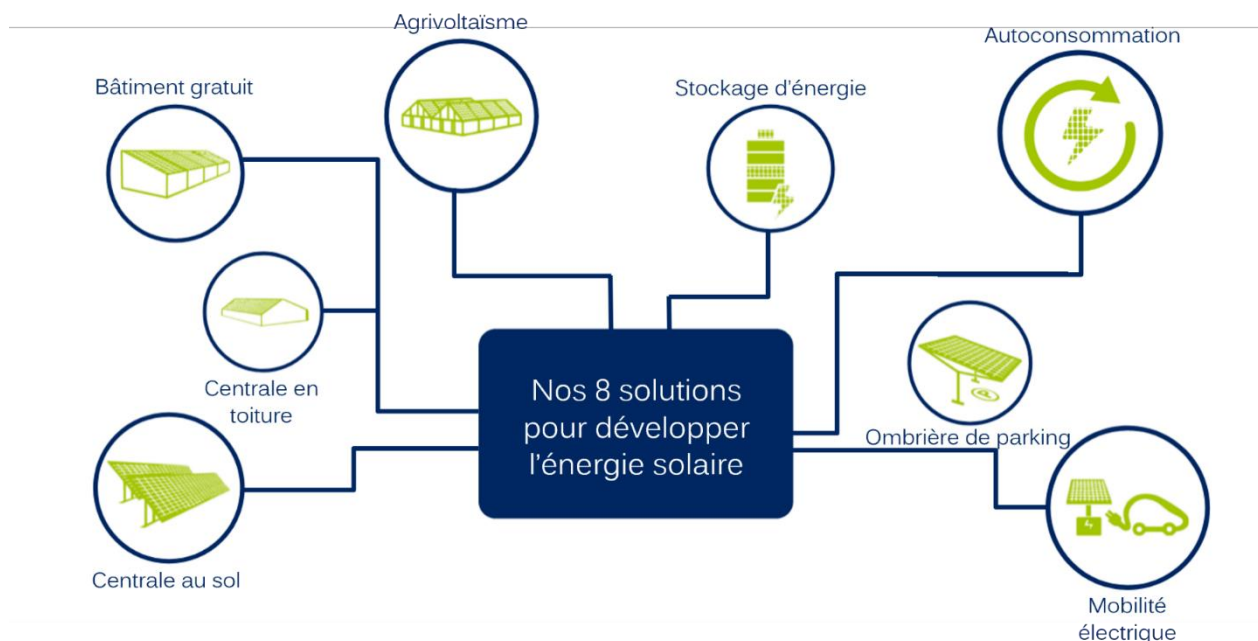 Agrivoltaïsme
Autoconsommation
Bâtiment gratuit
Stockage d'énergie
Centrale en
toiture
Nos 8 solutions
pour développer
l'énergie solaire
Ombrière de parking
Centrale au sol
Mobilité
électrique